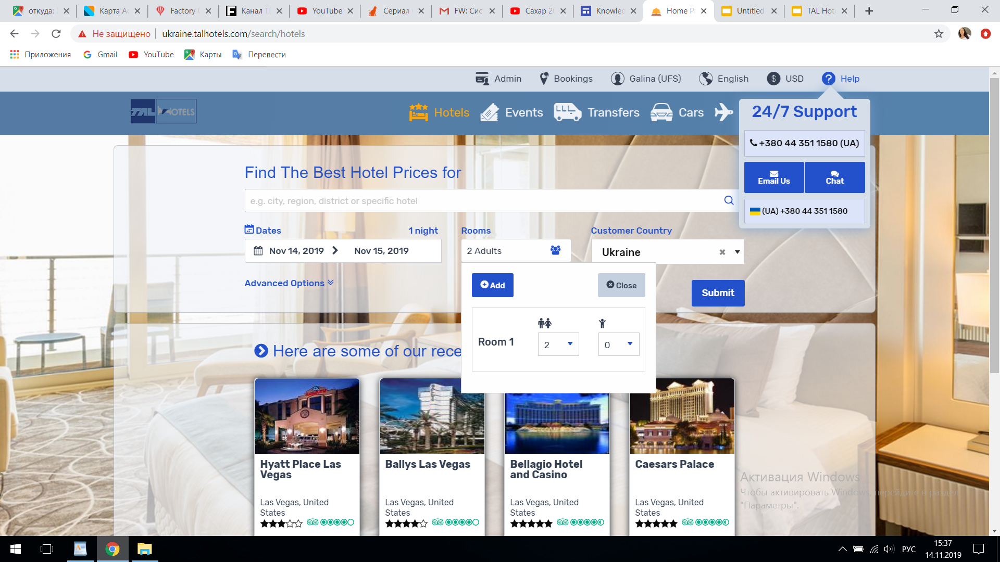 откуда:
Карта Ас
Factory
Канал Т
YouTube
Сериал
FW: Сис
Сахар 20
Knowled
Home P
Untitled
TAL Hot
Не защищено
ukraine.talhotels.com/search/hotels
Приложения
Gmail
YouTube
Карты
Перевести
Admin
Bookings
Galina (UFS)
English
USD
Help
TAL HOTELS
Hotels
Events
Transfers
Cars
24/7 Support
+380 44 351 1580 (UA)
Email Us
Chat
(UA) +380 44 351 1580
Find The Best Hotel Prices for
e.g. city, region, district or specific hotel
Dates
1 night
Rooms
Customer Country
Nov 14, 2019
Nov 15, 2019
2 Adults
Ukraine
Advanced Options
Add
Close
Submit
Room 1
2
0
Here are some of our rece
Hyatt Place Las
Vegas
Las Vegas, United
States
Ballys Las Vegas
Las Vegas, United
States
Bellagio Hotel
and Casino
Las Vegas, United
States
Caesars Palace
Las Vegas, United
States
Активация Windows
Чтобы активировать Windows, перейдите в раздел
"Параметры".
РУС
15:37
14.11.2019